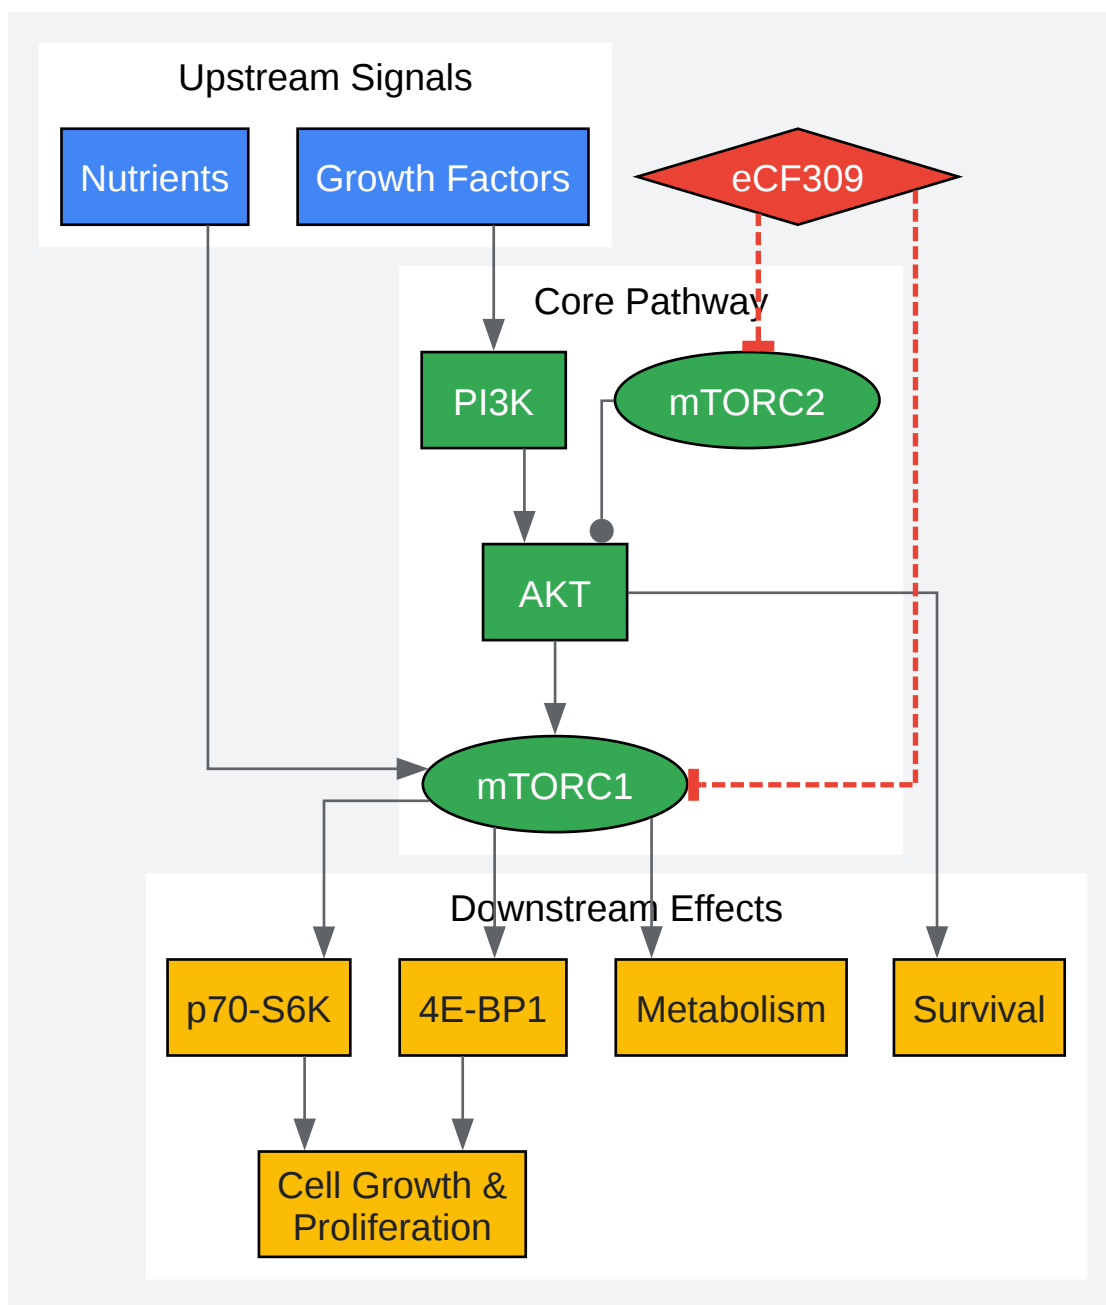 Upstream Signals
Nutrients
Growth Factors
eCF309
Core Pathway
PI3K
mTORC2
AKT
mTORC1
Downstream Effects
p70-S6K
4E-BP1
Metabolism
Survival
Cell Growth &
Proliferation